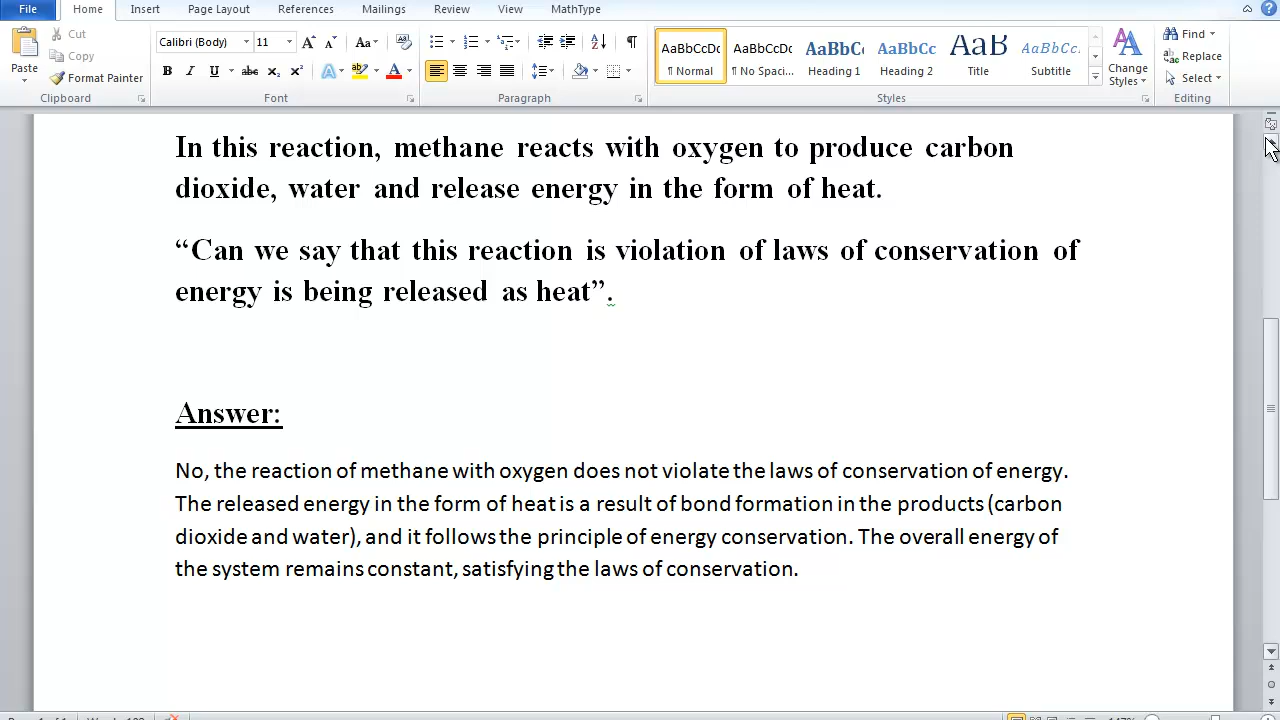 File Home Insert Page Layout References Mailings Review View MathType
Paste
Cut
Copy
Format Painter
Clipboard
Calibri (Body) 11
Font
Paragraph
AaBbCcDc AaBbCcDc AaBbC AaBbCc AaB AaBbCc.
¶ Normal ¶ No Spaci... Heading 1 Heading 2 Title Subtitle
Styles
Change
Styles
Find
Replace
Select
Editing
In this reaction, methane reacts with oxygen to produce carbon
dioxide, water and release energy in the form of heat.
“Can we say that this reaction is violation of laws of conservation of
energy is being released as heat”.
Answer:
No, the reaction of methane with oxygen does not violate the laws of conservation of energy.
The released energy in the form of heat is a result of bond formation in the products (carbon
dioxide and water), and it follows the principle of energy conservation. The overall energy of
the system remains constant, satisfying the laws of conservation.